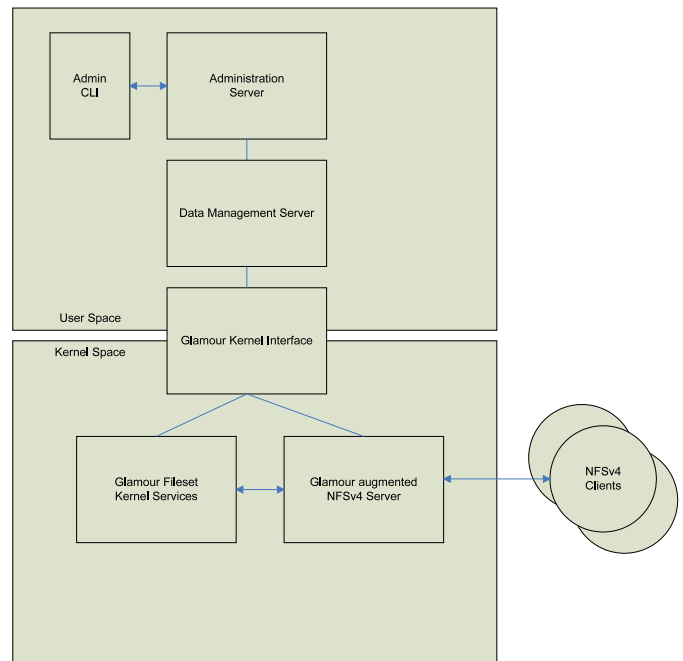 Admin
CLI
Administration
Server
Data Management Server
User Space
Glamour Kernel Interface
Kernel Space
Glamour Fileset
Kernel Services
Glamour augmented
NFSv4 Server
NFSv4
Clients